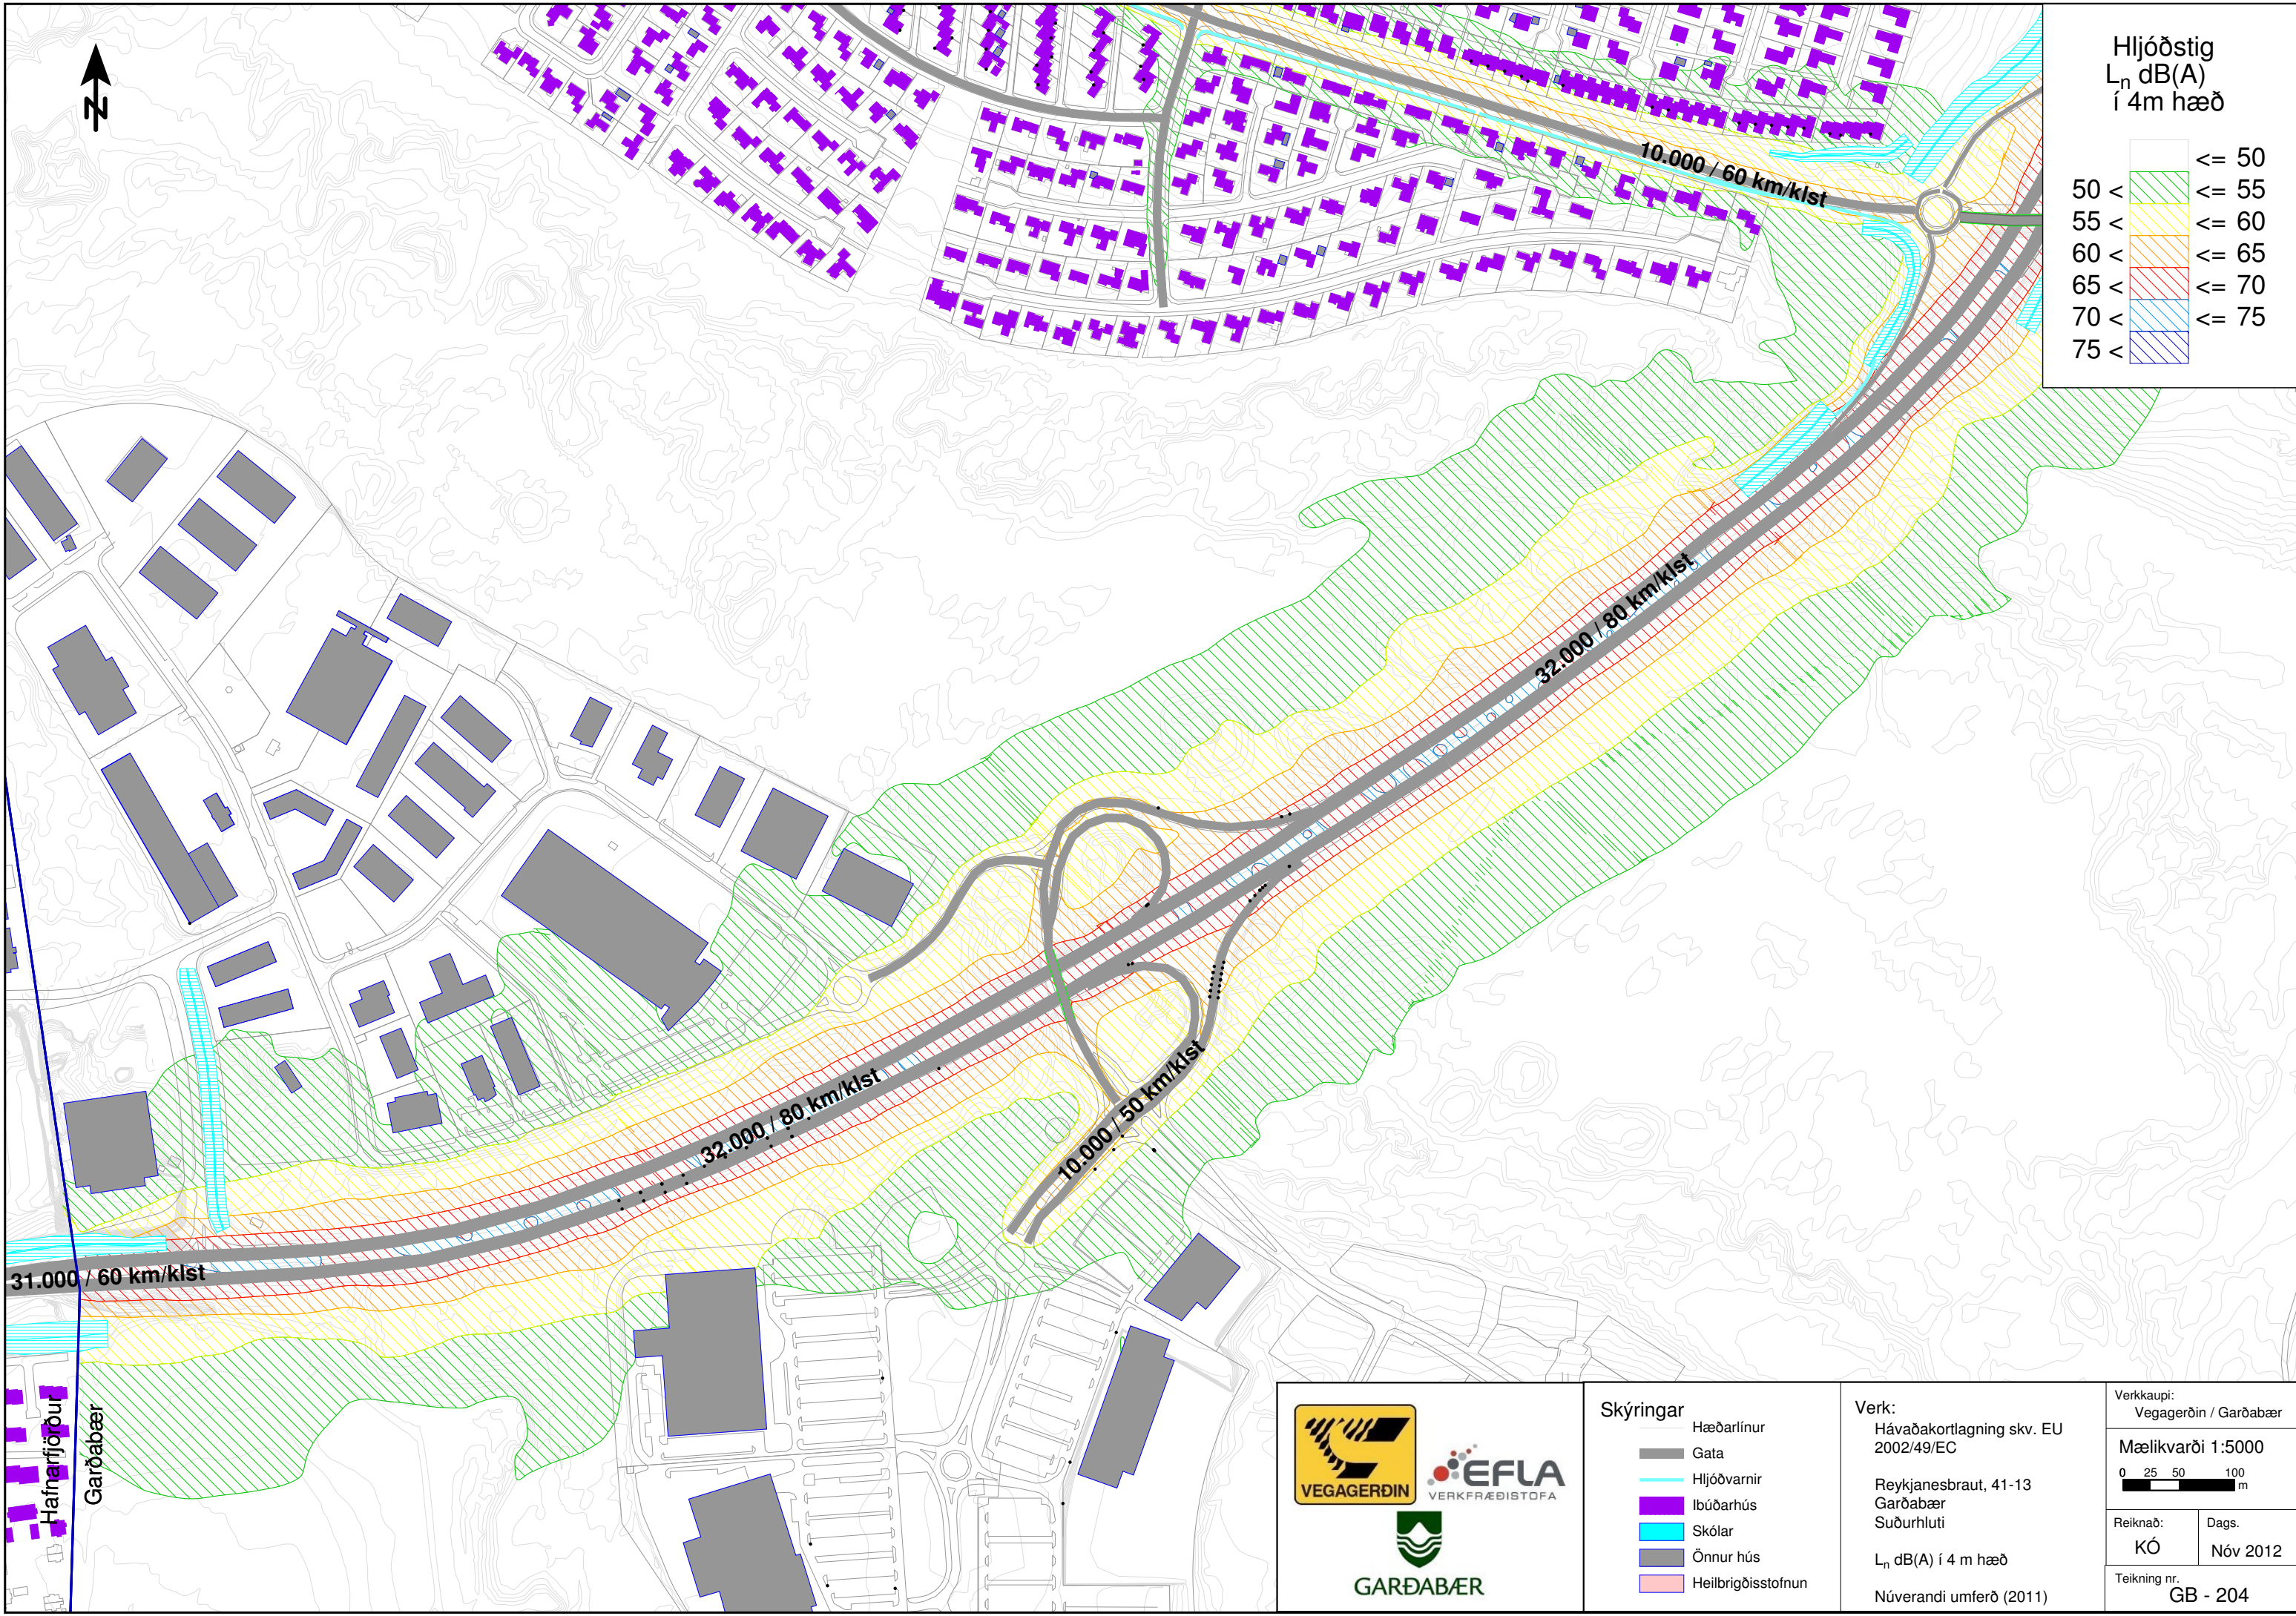 N
Hljóðstig
Ln dB(A)
í 4m hæð
<= 50
50 < <= 55
55 < <= 60
60 < <= 65
65 < <= 70
70 < <= 75
75 <
10.000 / 60 km/klst
32.000 / 80 km/klst
32.000 / 80 km/klst
10.000 / 50 km/klst
31.000 / 60 km/klst
Hafnarfjörður
Garðabær
VEGAGERÐIN
EFLA
VERKFRÆÐISTOFA
GARÐABÆR
Skýringar
Hæðarlínur
Gata
Hljóðvarnir
Ibúðarhús
Skólar
Önnur hús
Heilbrigðisstofnun
Verk:
Hávaðakortlagning skv. EU
2002/49/EC
Reykjanesbraut, 41-13
Garðabær
Suðurhluti
Ln dB(A) í 4 m hæð
Núverandi umferð (2011)
Verkkaupi:
Vegagerðin / Garðabær
Mælikvarði 1:5000
0 25 50 100
m
Reiknað:
KÓ
Dags.
Nóv 2012
Teikning nr.
GB - 204